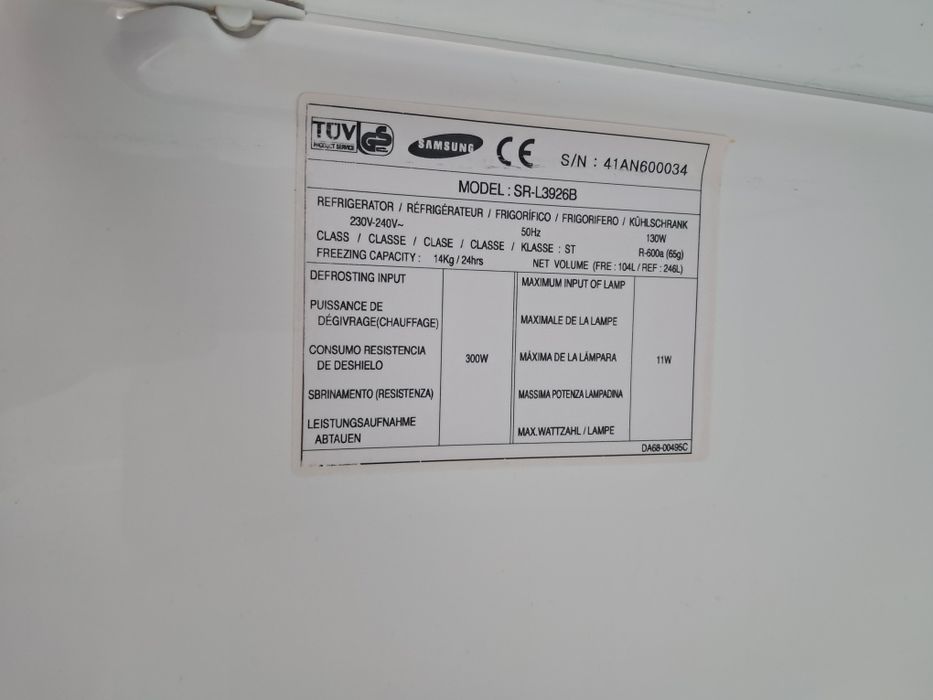 TÜV PRODUCT SERVICE GS SAMSUNG CE S/N : 41AN600034
MODEL : SR-L3926B
REFRIGERATOR / RÉFRIGÉRATEUR / FRIGORÍFICO / FRIGORIFERO / KÜHLSCHRANK
230V-240V~ 50Hz 130W
CLASS / CLASSE / CLASE / CLASSE / KLASSE : ST R-600a (65g)
FREEZING CAPACITY : 14Kg / 24hrs NET VOLUME (FRE : 104L / REF : 246L)
DEFROSTING INPUT
PUISSANCE DE
DÉGIVRAGE(CHAUFFAGE)
CONSUMO RESISTENCIA
DE DESHIELO
SBRINAMENTO (RESISTENZA)
LEISTUNGSAUFNAHME
ABTAUEN
300W
MAXIMUM INPUT OF LAMP
MAXIMALE DE LA LAMPE
MÁXIMA DE LA LÁMPARA
MASSIMA POTENZA LAMPADINA
MAX.WATTZAHL / LAMPE
11W
DA68-00495C